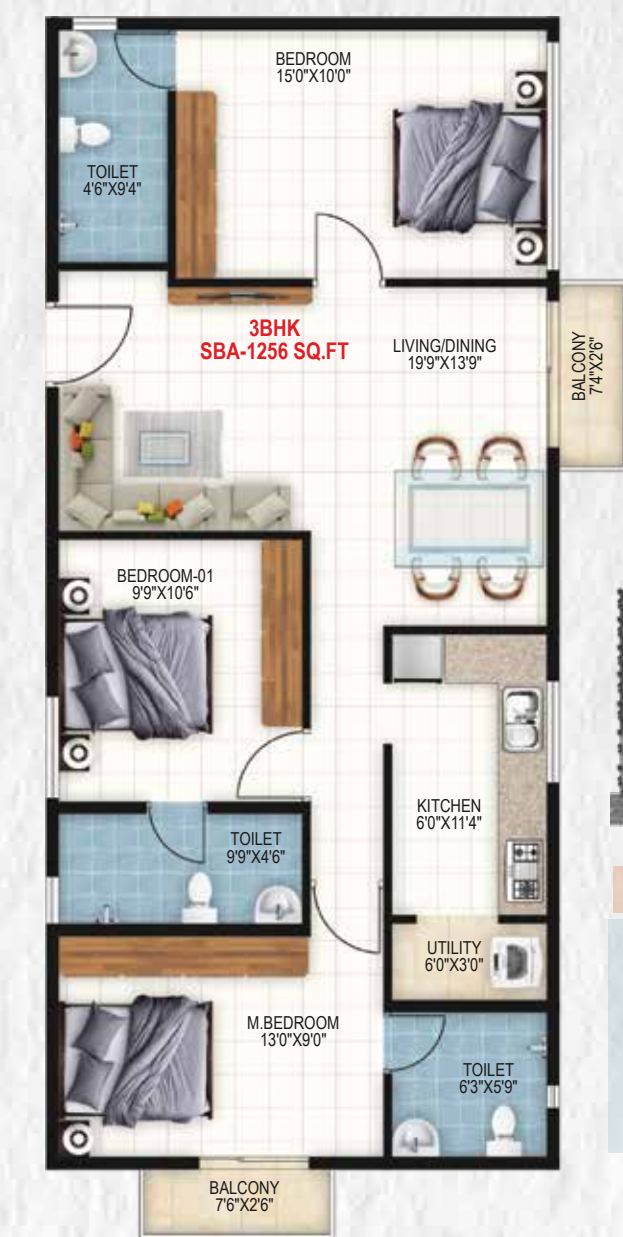 BEDROOM
15'0"X10'0"
TOILET
4'6"X9'4"
3BHK
SBA-1256 SQ.FT
LIVING/DINING
19'9"X13'9"
BALCONY
7'4"X2'6"
BEDROOM-01
9'9"X10'6"
TOILET
9'9"X4'6"
KITCHEN
6'0"X11'4"
UTILITY
6'0"X3'0"
M.BEDROOM
13'0"X9'0"
TOILET
6'3"X5'9"
BALCONY
7'6"X2'6"